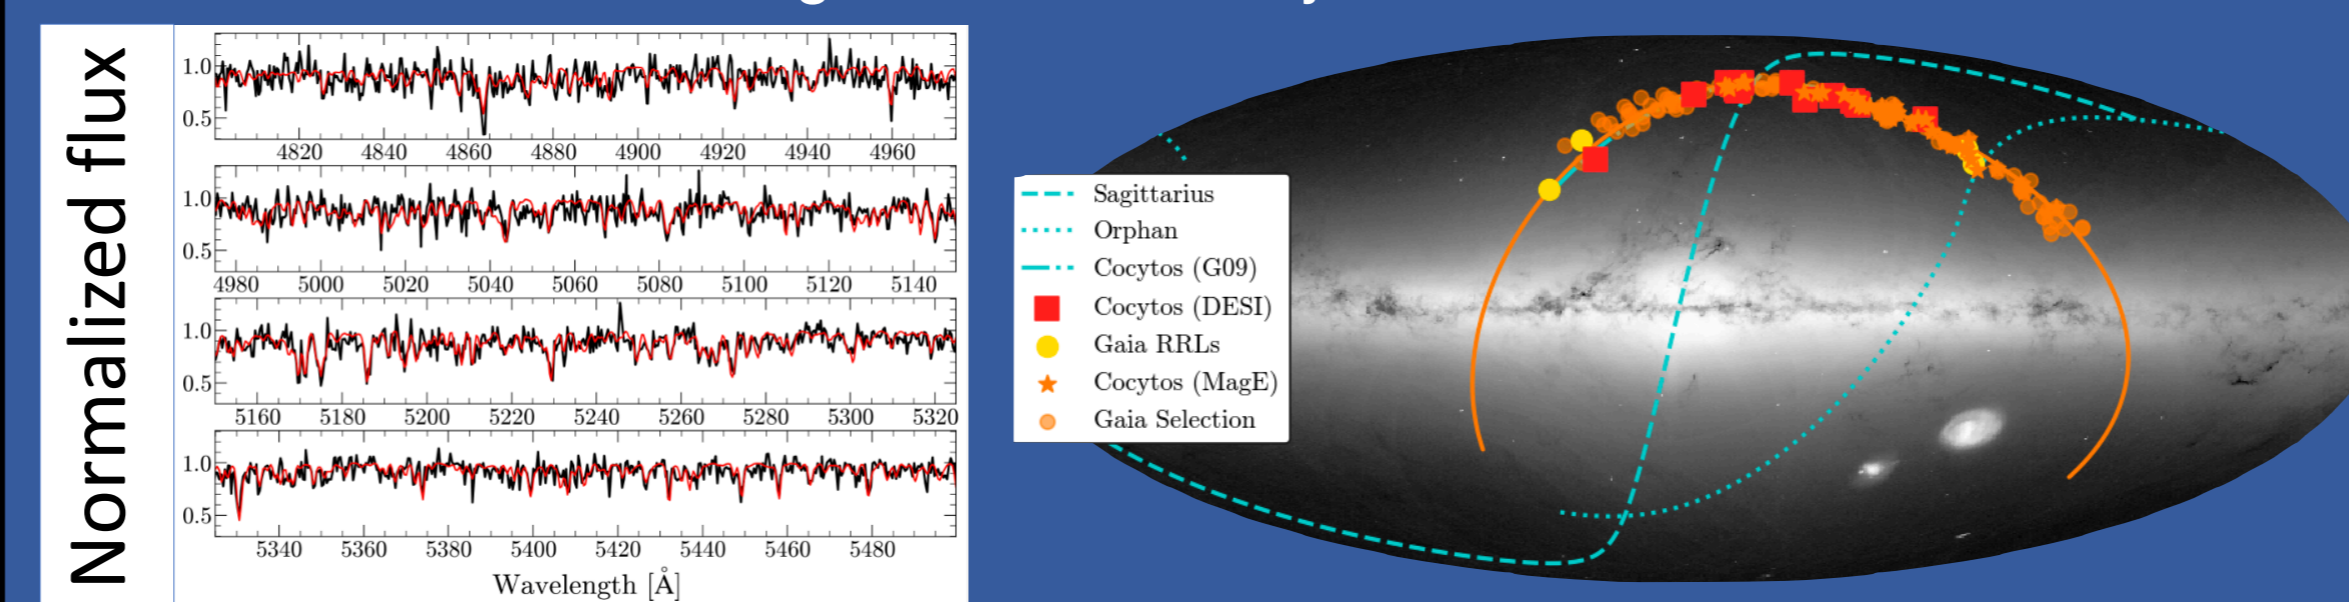 Normalized flux
1.0
0.5
4820 4840 4860 4880 4900 4920 4940 4960
1.0
0.5
4980 5000 5020 5040 5060 5080 5100 5120 5140
1.0
0.5
5160 5180 5200 5220 5240 5260 5280 5300 5320
1.0
0.5
5340 5360 5380 5400 5420 5440 5460 5480
Wavelength [Å]
Sagittarius
Orphan
Cocytos (G09)
Cocytos (DESI)
Gaia RRLs
Cocytos (MagE)
Gaia Selection